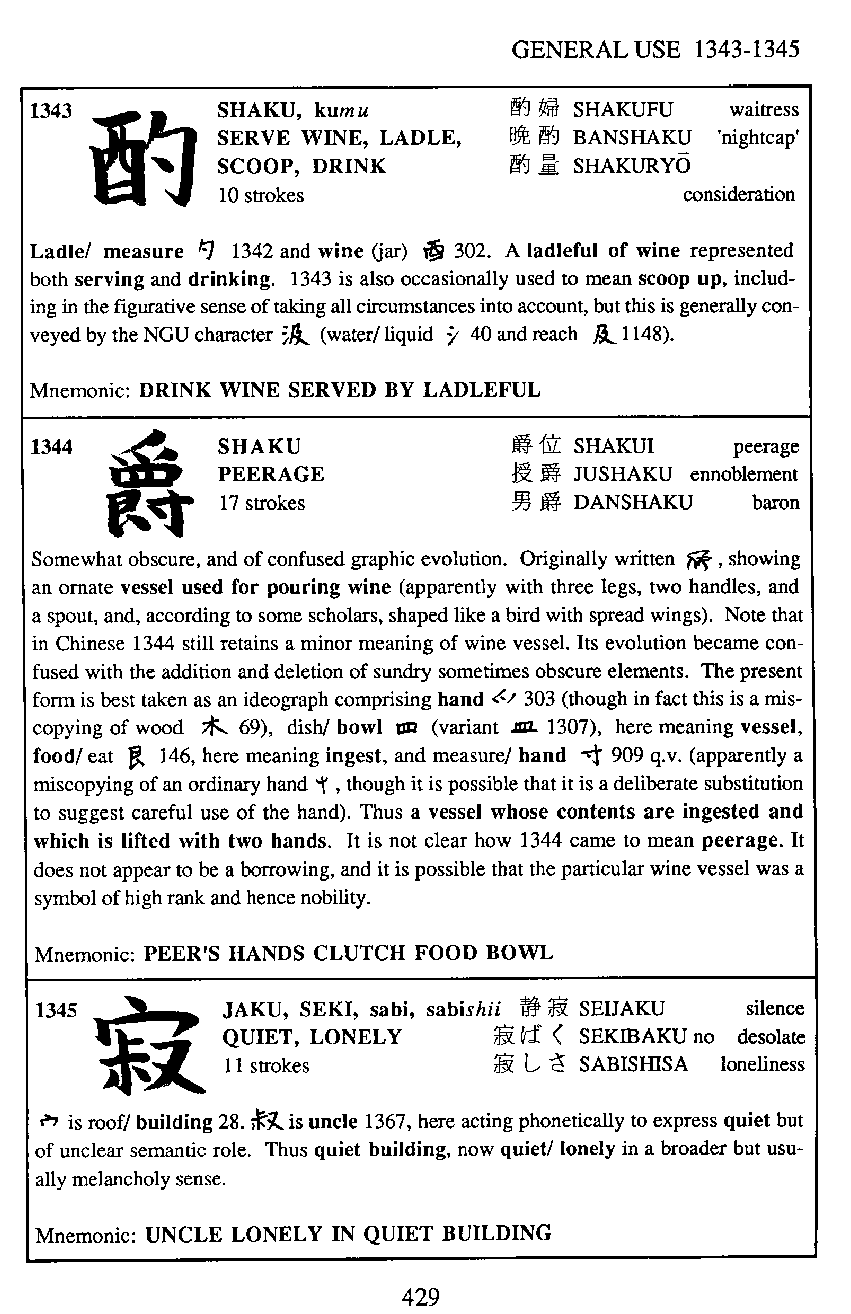 GENERAL USE 1343-1345
1343 酌 SHAKU, kumu 酌婦 SHAKUFU waitress
SERVE WINE, LADLE, 晩酌 BANSHAKU 'nightcap'
SCOOP, DRINK 酌量 SHAKURYŌ
10 strokes consideration
Ladle/ measure 勺 1342 and wine (jar) 酉 302. A ladleful of wine represented
both serving and drinking. 1343 is also occasionally used to mean scoop up, includ-
ing in the figurative sense of taking all circumstances into account, but this is generally con-
veyed by the NGU character 汲 (water/ liquid 氵 40 and reach 及 1148).
Mnemonic: DRINK WINE SERVED BY LADLEFUL
1344 爵 SHAKU 爵位 SHAKUI peerage
PEERAGE 授爵 JUSHAKU ennoblement
17 strokes 男爵 DANSHAKU baron
Somewhat obscure, and of confused graphic evolution. Originally written , showing
an ornate vessel used for pouring wine (apparently with three legs, two handles, and
a spout, and, according to some scholars, shaped like a bird with spread wings). Note that
in Chinese 1344 still retains a minor meaning of wine vessel. Its evolution became con-
fused with the addition and deletion of sundry sometimes obscure elements. The present
form is best taken as an ideograph comprising hand 爫 303 (though in fact this is a mis-
copying of wood 木 69), dish/ bowl 罒 (variant 皿 1307), here meaning vessel,
food/ eat 1 46, here meaning ingest, and measure/ hand 寸 909 q.v. (apparently a
miscopying of an ordinary hand , though it is possible that it is a deliberate substitution
to suggest careful use of the hand). Thus a vessel whose contents are ingested and
which is lifted with two hands. It is not clear how 1344 came to mean peerage. It
does not appear to be a borrowing, and it is possible that the particular wine vessel was a
symbol of high rank and hence nobility.
Mnemonic: PEER'S HANDS CLUTCH FOOD BOWL
1345 寂 JAKU, SEKI, sabi, sabishii 静寂 SEIJAKU silence
QUIET, LONELY 寂ばく SEKIBAKU no desolate
11 strokes 寂しさ SABISHISA loneliness
宀 is roof/ building 28. 叔 is uncle 1367, here acting phonetically to express quiet but
of unclear semantic role. Thus quiet building, now quiet/ lonely in a broader but usu-
ally melancholy sense.
Mnemonic: UNCLE LONELY IN QUIET BUILDING
429